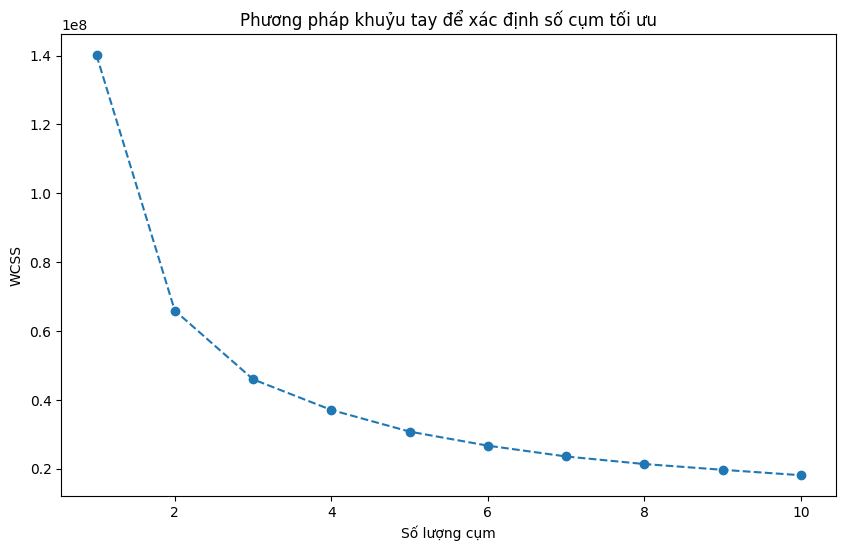 Phương pháp khuỷu tay để xác định số cụm tối ưu
1e8
1.4
1.2
1.0
0.8
0.6
0.4
0.2
WCSS
2 4 6 8 10
Số lượng cụm